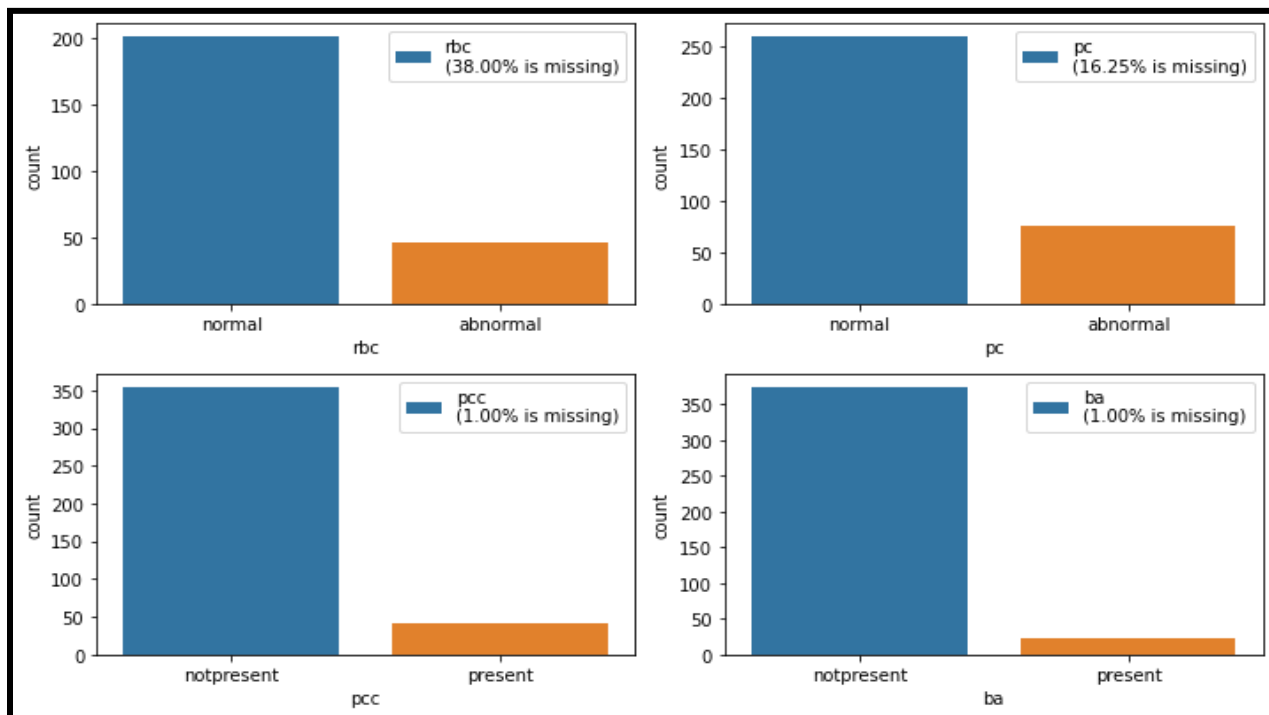 rbc
(38.00% is missing)
200
150
100
50
0
count
normal
abnormal
rbc
pc
(16.25% is missing)
250
200
150
100
50
0
count
normal
abnormal
pc
pcc
(1.00% is missing)
350
300
250
200
150
100
50
0
count
notpresent
present
pcc
ba
(1.00% is missing)
350
300
250
200
150
100
50
0
count
notpresent
present
ba